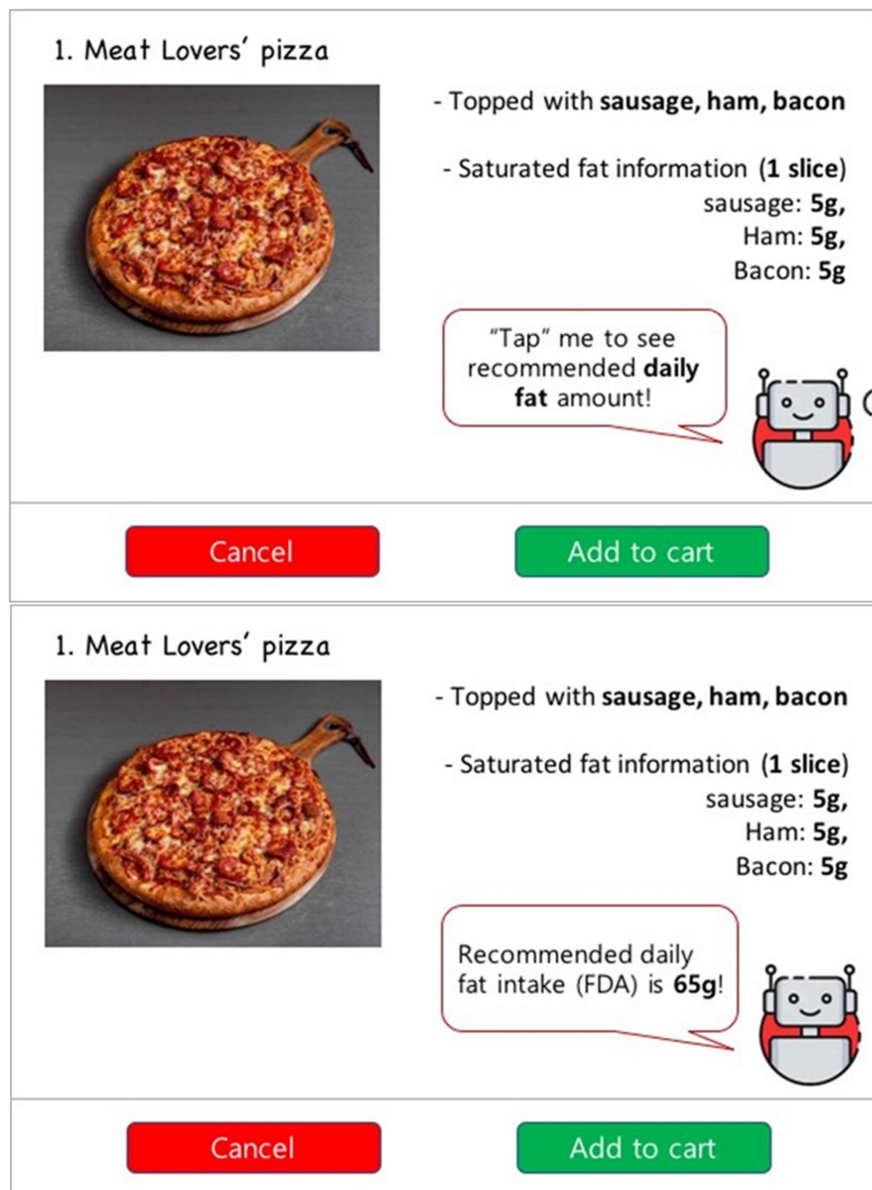 1. Meat Lovers’ pizza
- Topped with sausage, ham, bacon
- Saturated fat information (1 slice)
sausage: 5g,
Ham: 5g,
Bacon: 5g
“Tap” me to see
recommended daily
fat amount!
Cancel
Add to cart
1. Meat Lovers’ pizza
- Topped with sausage, ham, bacon
- Saturated fat information (1 slice)
sausage: 5g,
Ham: 5g,
Bacon: 5g
Recommended daily
fat intake (FDA) is 65g!
Cancel
Add to cart